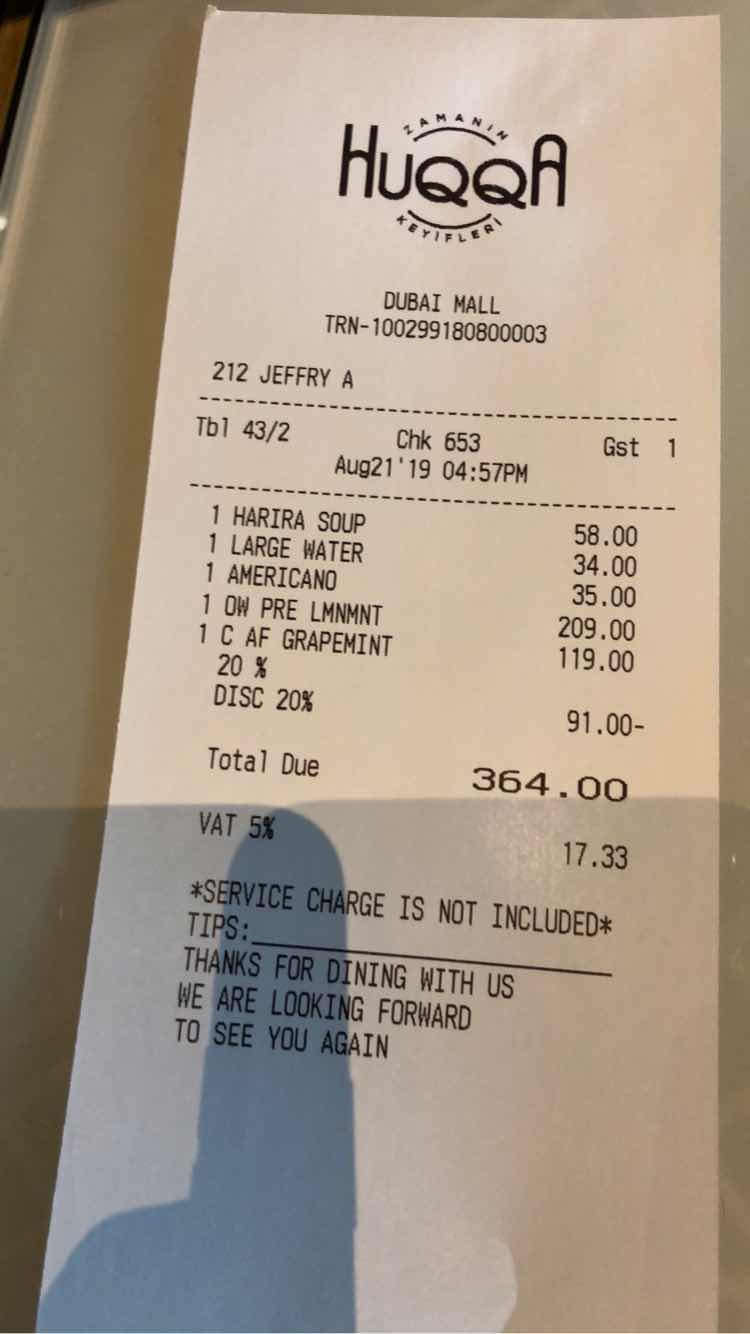 ZAMANIN
HUQQA
KEYİFLERİ
DUBAI MALL
TRN-100299180800003
212 JEFFRY A
Tbl 43/2 Chk 653 Gst 1
Aug21'19 04:57PM
1 HARIRA SOUP 58.00
1 LARGE WATER 34.00
1 AMERICANO 35.00
1 OW PRE LMNMNT 209.00
1 C AF GRAPEMINT 119.00
20 %
DISC 20% 91.00-
Total Due 364.00
VAT 5% 17.33
*SERVICE CHARGE IS NOT INCLUDED*
TIPS:
THANKS FOR DINING WITH US
WE ARE LOOKING FORWARD
TO SEE YOU AGAIN